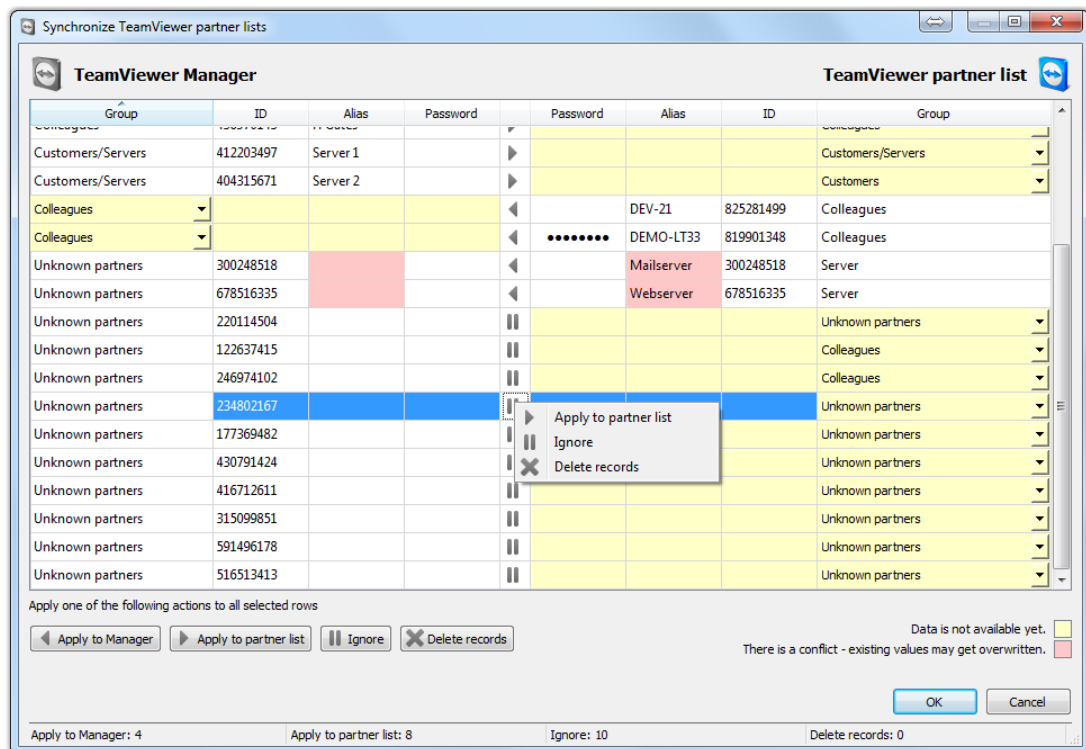 Synchronize TeamViewer partner lists
TeamViewer Manager TeamViewer partner list
Group ID Alias Password Password Alias ID Group
Customers/Servers 412203497 Server 1 Customers/Servers
Customers/Servers 404315671 Server 2 Customers
Colleagues DEV-21 825281499 Colleagues
Colleagues •••••••• DEMO-LT33 819901348 Colleagues
Unknown partners 300248518 Mailserver 300248518 Server
Unknown partners 678516335 Webserver 678516335 Server
Unknown partners 220114504 Unknown partners
Unknown partners 122637415 Colleagues
Unknown partners 246974102 Colleagues
Unknown partners 234802167 Unknown partners
Apply to partner list
Unknown partners 177369482 Unknown partners
Ignore
Unknown partners 430791424 Unknown partners
Delete records
Unknown partners 416712611 Unknown partners
Unknown partners 315099851 Unknown partners
Unknown partners 591496178 Unknown partners
Unknown partners 516513413 Unknown partners
Apply one of the following actions to all selected rows
Apply to Manager Apply to partner list Ignore Delete records
Data is not available yet.
There is a conflict - existing values may get overwritten.
OK Cancel
Apply to Manager: 4 Apply to partner list: 8 Ignore: 10 Delete records: 0